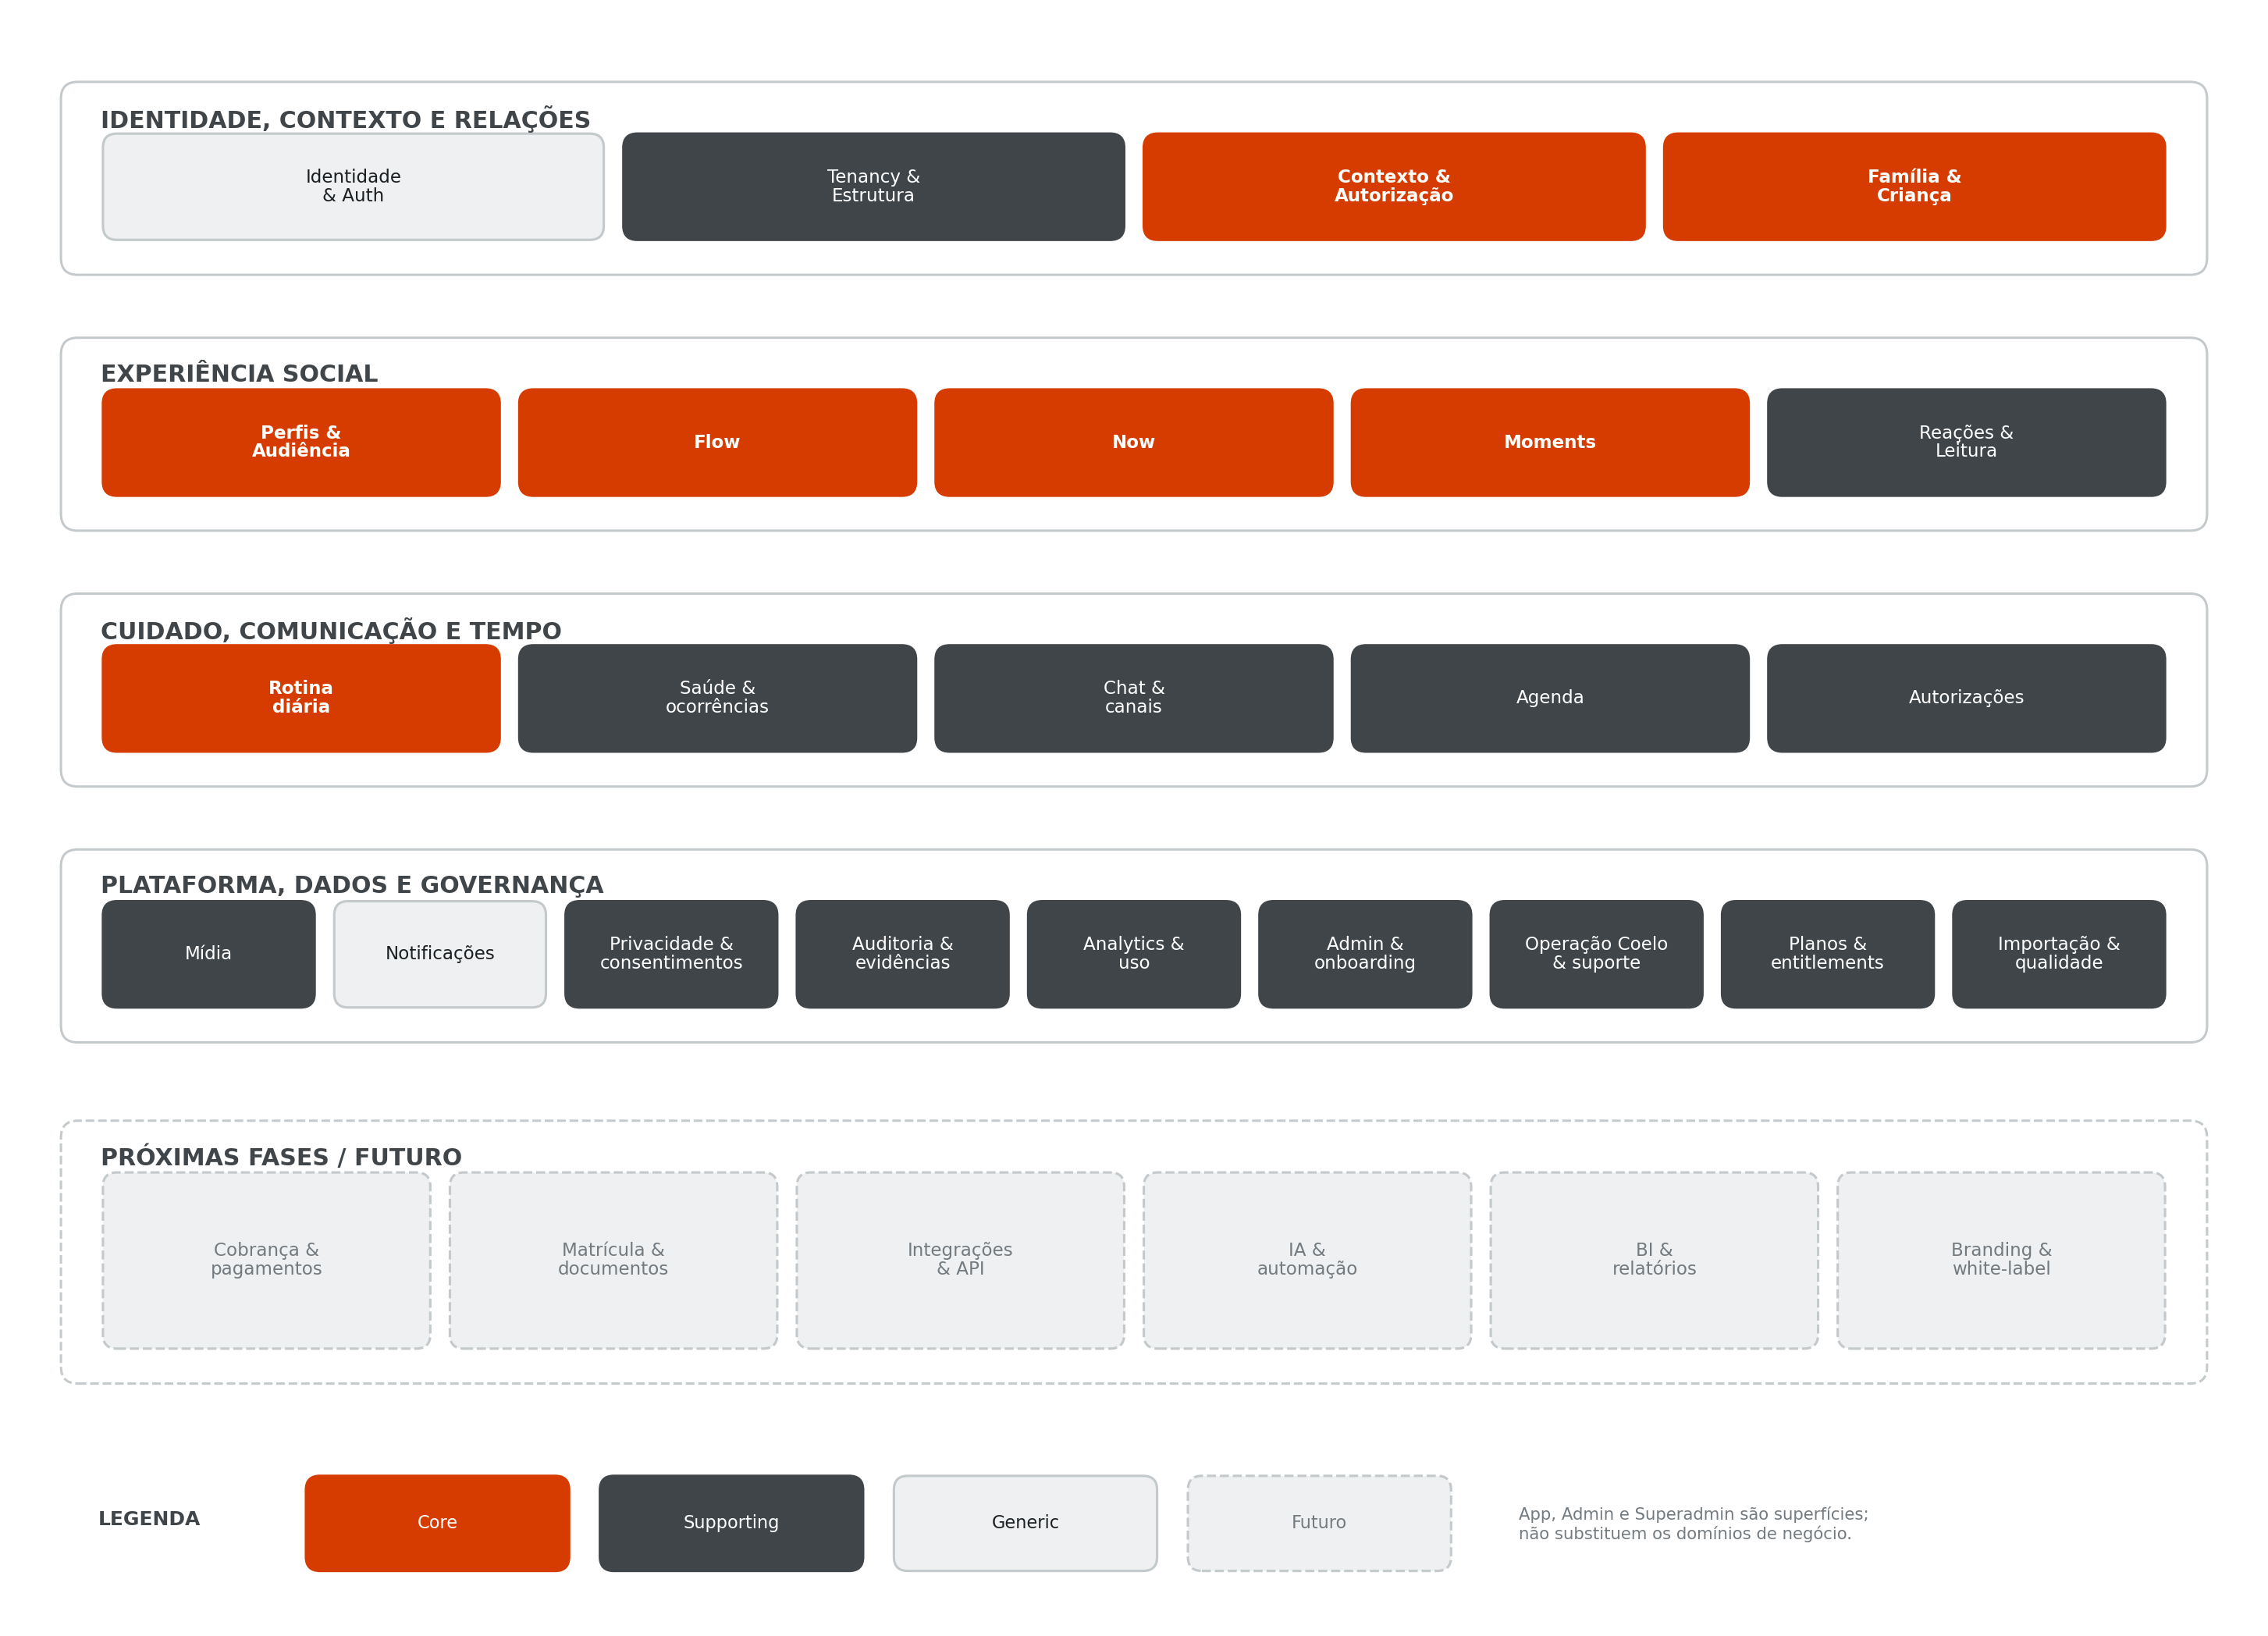 IDENTIDADE, CONTEXTO E RELAÇÕES
Identidade
& Auth
Tenancy &
Estrutura
Contexto &
Autorização
Família &
Criança
EXPERIÊNCIA SOCIAL
Perfis &
Audiência
Flow
Now
Moments
Reações &
Leitura
CUIDADO, COMUNICAÇÃO E TEMPO
Rotina
diária
Saúde &
ocorrências
Chat &
canais
Agenda
Autorizações
PLATAFORMA, DADOS E GOVERNANÇA
Mídia
Notificações
Privacidade &
consentimentos
Auditoria &
evidências
Analytics &
uso
Admin &
onboarding
Operação Coelo
& suporte
Planos &
entitlements
Importação &
qualidade
PRÓXIMAS FASES / FUTURO
Cobrança &
pagamentos
Matrícula &
documentos
Integrações
& API
IA &
automação
BI &
relatórios
Branding &
white-label
LEGENDA
Core
Supporting
Generic
Futuro
App, Admin e Superadmin são superfícies;
não substituem os domínios de negócio.